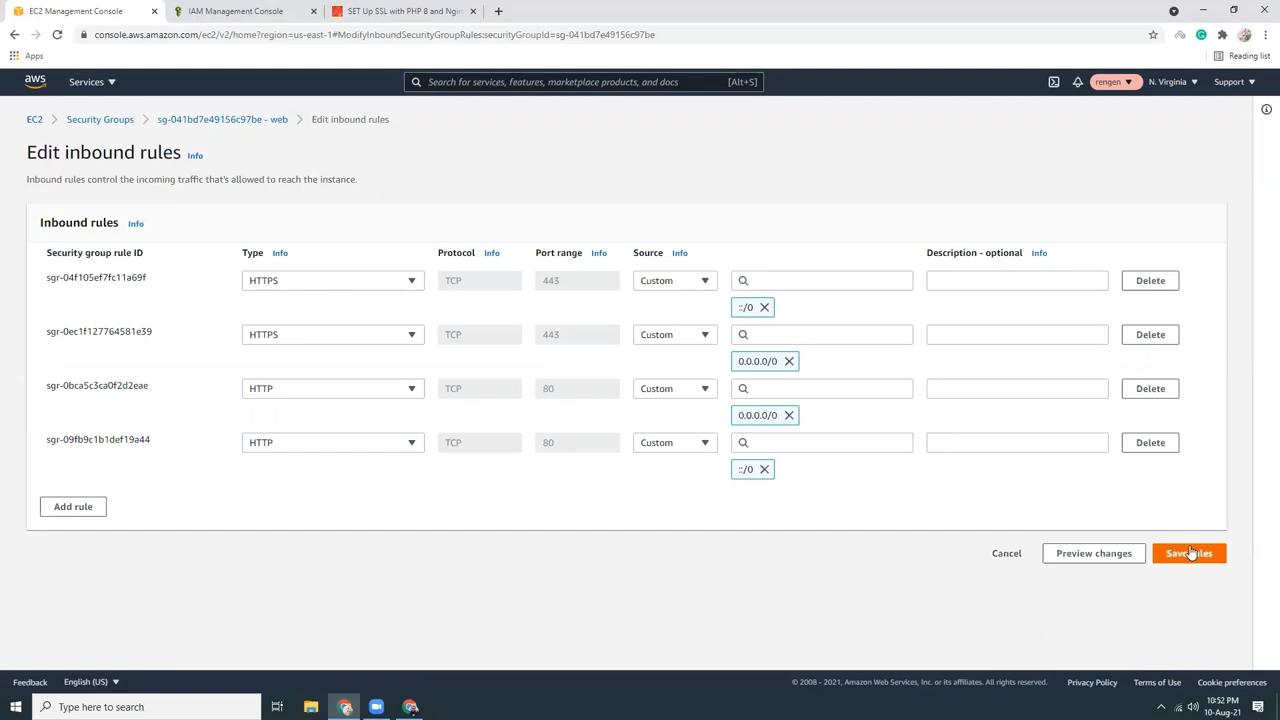 EC2 Management Console
IAM Management Console
SET Up SSL with PHP 8 and Ngin
console.aws.amazon.com/ec2/v2/home?region=us-east-1#ModifyInboundSecurityGroupRules:securityGroupId=sg-041bd7e49156c97be
Apps
Reading list
aws
Services
Search for services, features, marketplace products, and docs
[Alt+S]
rengen
N. Virginia
Support
EC2
Security Groups
sg-041bd7e49156c97be - web
Edit inbound rules
Edit inbound rules Info
Inbound rules control the incoming traffic that's allowed to reach the instance.
Inbound rules Info
Security group rule ID
Type Info
Protocol Info
Port range Info
Source Info
Description - optional Info
sgr-04f105ef7fc11a69f
HTTPS
TCP
443
Custom
Delete
::/0
sgr-0ec1f127764581e39
HTTPS
TCP
443
Custom
Delete
0.0.0.0/0
sgr-0bca5c3ca0f2d2eae
HTTP
TCP
80
Custom
Delete
0.0.0.0/0
sgr-09fb9c1b1def19a44
HTTP
TCP
80
Custom
Delete
::/0
Add rule
Cancel
Preview changes
Save rules
Feedback
English (US)
© 2008 - 2021, Amazon Web Services, Inc. or its affiliates. All rights reserved.
Privacy Policy
Terms of Use
Cookie preferences
Type here to search
10:52 PM
10-Aug-21